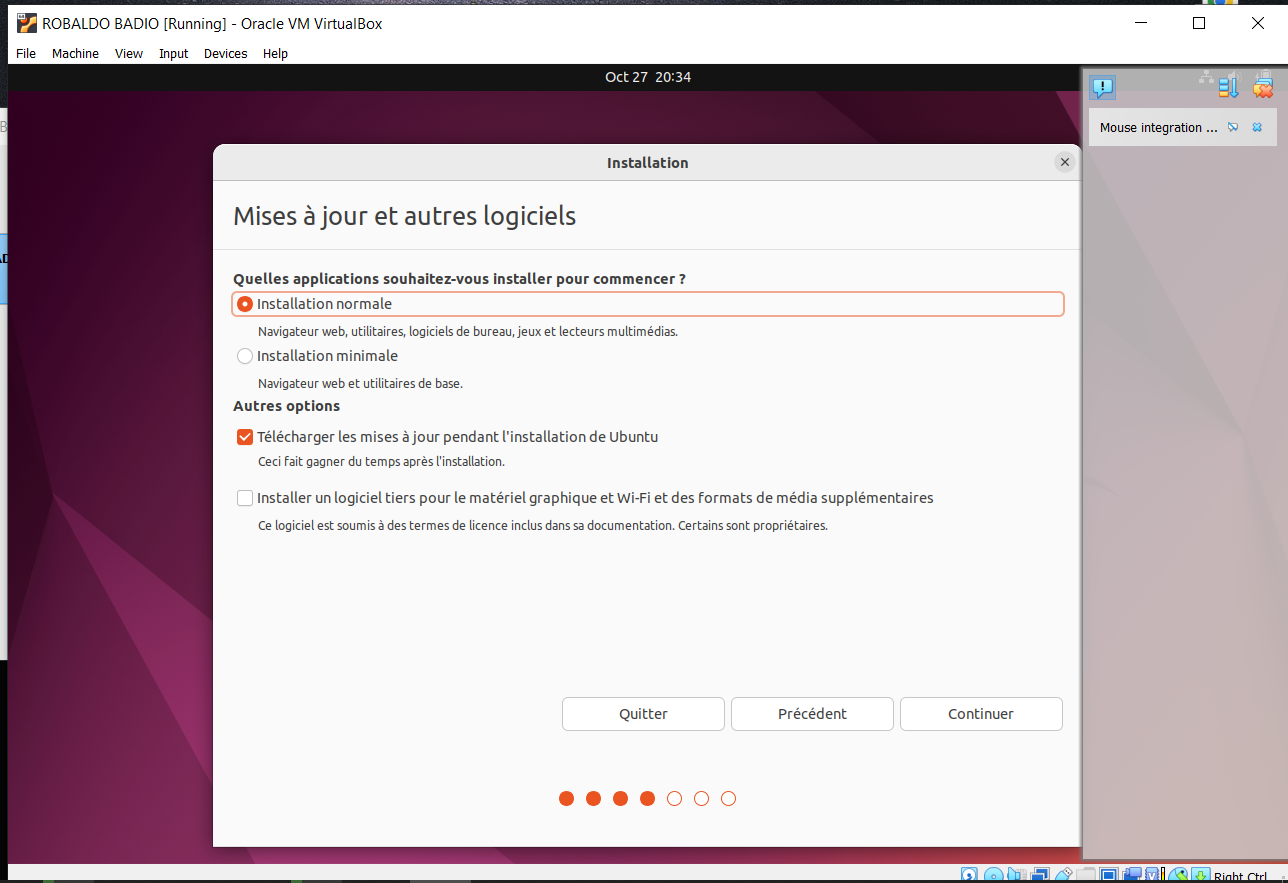 ROBALDO BADIO [Running] - Oracle VM VirtualBox
File Machine View Input Devices Help
Oct 27 20:34
Mouse integration ...
Installation
Mises à jour et autres logiciels
Quelles applications souhaitez-vous installer pour commencer ?
Installation normale
Navigateur web, utilitaires, logiciels de bureau, jeux et lecteurs multimédias.
Installation minimale
Navigateur web et utilitaires de base.
Autres options
Télécharger les mises à jour pendant l'installation de Ubuntu
Ceci fait gagner du temps après l'installation.
Installer un logiciel tiers pour le matériel graphique et Wi-Fi et des formats de média supplémentaires
Ce logiciel est soumis à des termes de licence inclus dans sa documentation. Certains sont propriétaires.
Quitter Précédent Continuer
Right Ctrl